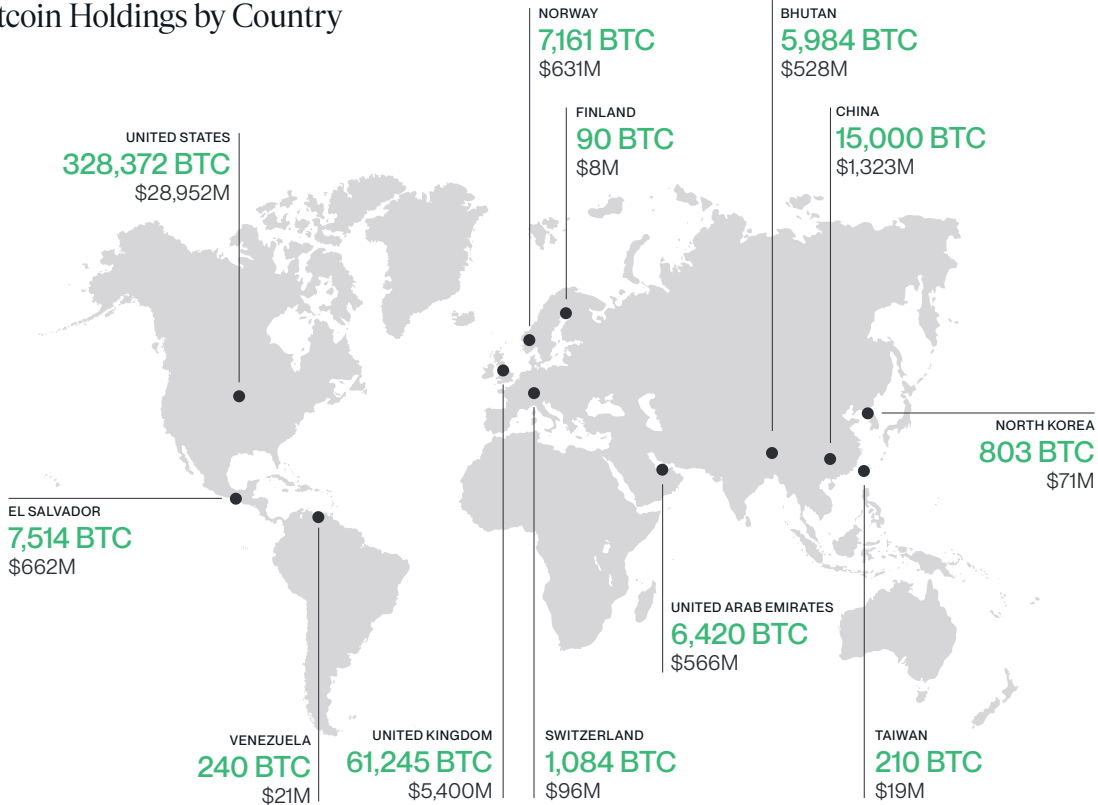 tcoin Holdings by Country
NORWAY
7,161 BTC
$631M
BHUTAN
5,984 BTC
$528M
FINLAND
90 BTC
$8M
CHINA
15,000 BTC
$1,323M
UNITED STATES
328,372 BTC
$28,952M
NORTH KOREA
803 BTC
$71M
EL SALVADOR
7,514 BTC
$662M
UNITED ARAB EMIRATES
6,420 BTC
$566M
VENEZUELA
240 BTC
$21M
UNITED KINGDOM
61,245 BTC
$5,400M
SWITZERLAND
1,084 BTC
$96M
TAIWAN
210 BTC
$19M